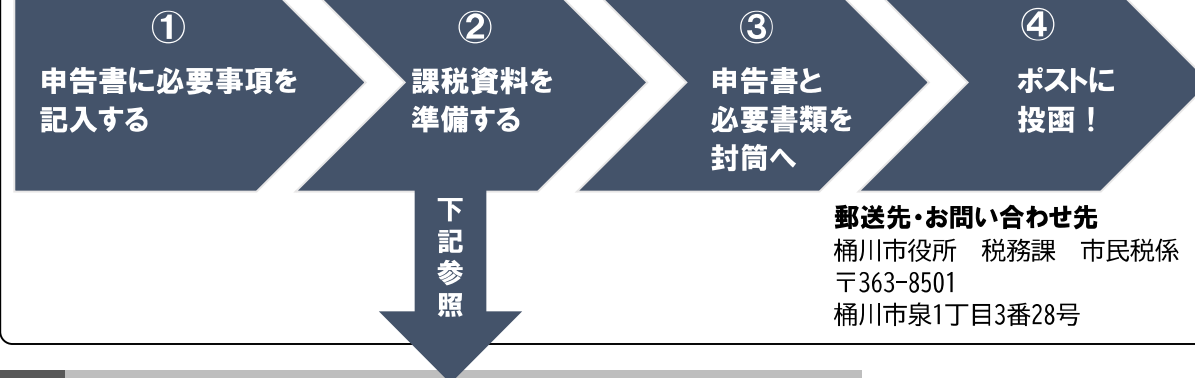 ①
申告書に必要事項を
記入する
②
課税資料を
準備する
③
申告書と
必要書類を
封筒へ
④
ポストに
投函！
下記参照
郵送先・お問い合わせ先
桶川市役所　税務課　市民税係
〒363-8501
桶川市泉1丁目3番28号